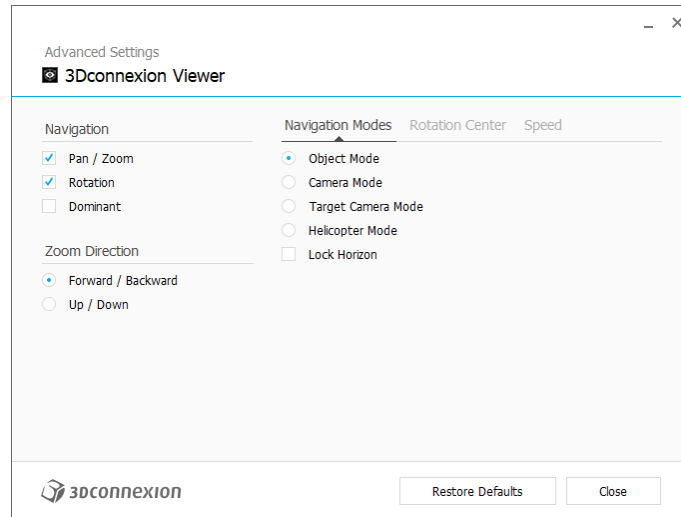 Advanced Settings
3Dconnexion Viewer
Navigation
Pan / Zoom
Rotation
Dominant
Zoom Direction
Forward / Backward
Up / Down
Navigation Modes Rotation Center Speed
Object Mode
Camera Mode
Target Camera Mode
Helicopter Mode
Lock Horizon
3Dconnexion
Restore Defaults Close